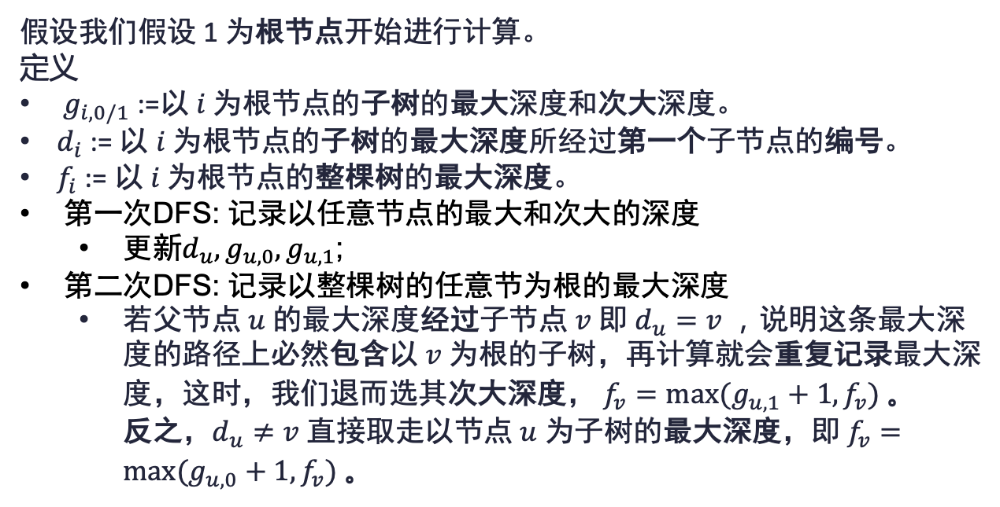 假设我们假设 1 为根节点开始进行计算。
定义
• g_{i,0/1} :=以 i 为根节点的子树的最大深度和次大深度。
• d_i := 以 i 为根节点的子树的最大深度所经过第一个子节点的编号。
• f_i := 以 i 为根节点的整棵树的最大深度。
• 第一次DFS: 记录以任意节点的最大和次大的深度
• 更新d_u, g_{u,0}, g_{u,1};
• 第二次DFS: 记录以整棵树的任意节为根的最大深度
• 若父节点 u 的最大深度经过子节点 v 即 d_u = v ，说明这条最大深
度的路径上必然包含以 v 为根的子树，再计算就会重复记录最大深
度，这时，我们退而选其次大深度， f_v = max(g_{u,1} + 1, f_v) 。
反之，d_u ≠ v 直接取走以节点 u 为子树的最大深度，即 f_v =
max(g_{u,0} + 1, f_v) 。